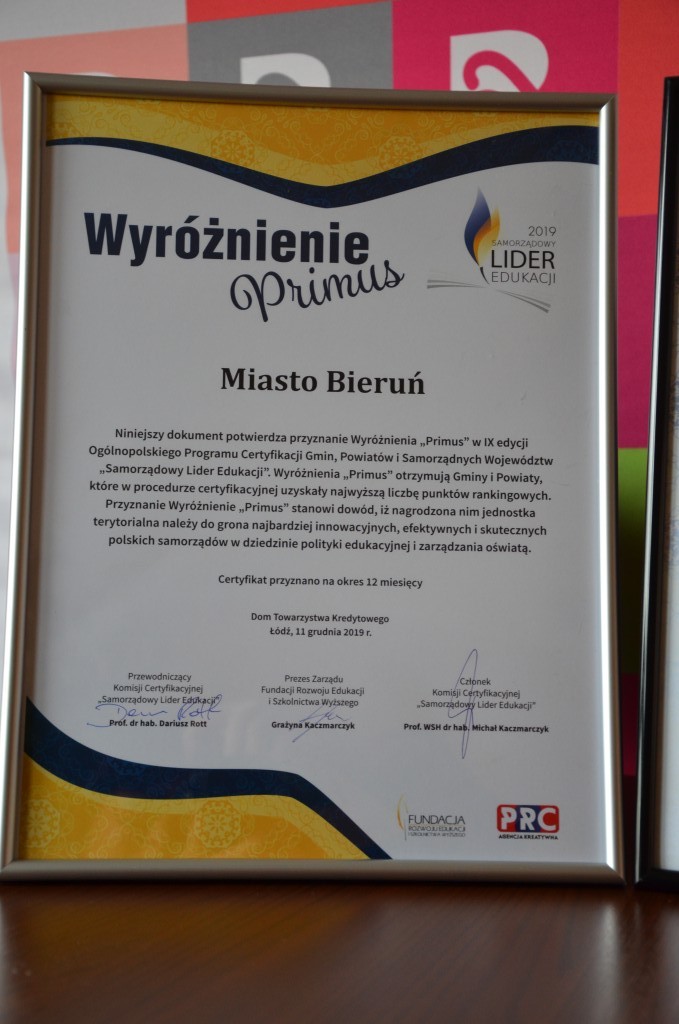 Wyróżnienie
Primus
2019
SAMORZĄDOWY
LIDER
EDUKACJI
Miasto Bieruń
Niniejszy dokument potwierdza przyznanie Wyróżnienia „Primus” w IX edycji
Ogólnopolskiego Programu Certyfikacji Gmin, Powiatów i Samorządnych Województw
„Samorządowy Lider Edukacji”. Wyróżnienia „Primus” otrzymują Gminy i Powiaty,
które w procedurze certyfikacyjnej uzyskały najwyższą liczbę punktów rankingowych.
Przyznanie Wyróżnienie „Primus” stanowi dowód, iż nagrodzona nim jednostka
terytorialna należy do grona najbardziej innowacyjnych, efektywnych i skutecznych
polskich samorządów w dziedzinie polityki edukacyjnej i zarządzania oświatą.
Certyfikat przyznano na okres 12 miesięcy
Dom Towarzystwa Kredytowego
Łódź, 11 grudnia 2019 r.
Przewodniczący
Komisji Certyfikacyjnej
„Samorządowy Lider Edukacji”
Prof. dr hab. Dariusz Rott
Prezes Zarządu
Fundacji Rozwoju Edukacji
i Szkolnictwa Wyższego
Grażyna Kaczmarczyk
Członek
Komisji Certyfikacyjnej
„Samorządowy Lider Edukacji”
Prof. WSH dr hab. Michał Kaczmarczyk
FUNDACJA
ROZWOJU EDUKACJI
I SZKOLNICTWA WYŻSZEGO
PRC
AGENCJA KREATYWNA